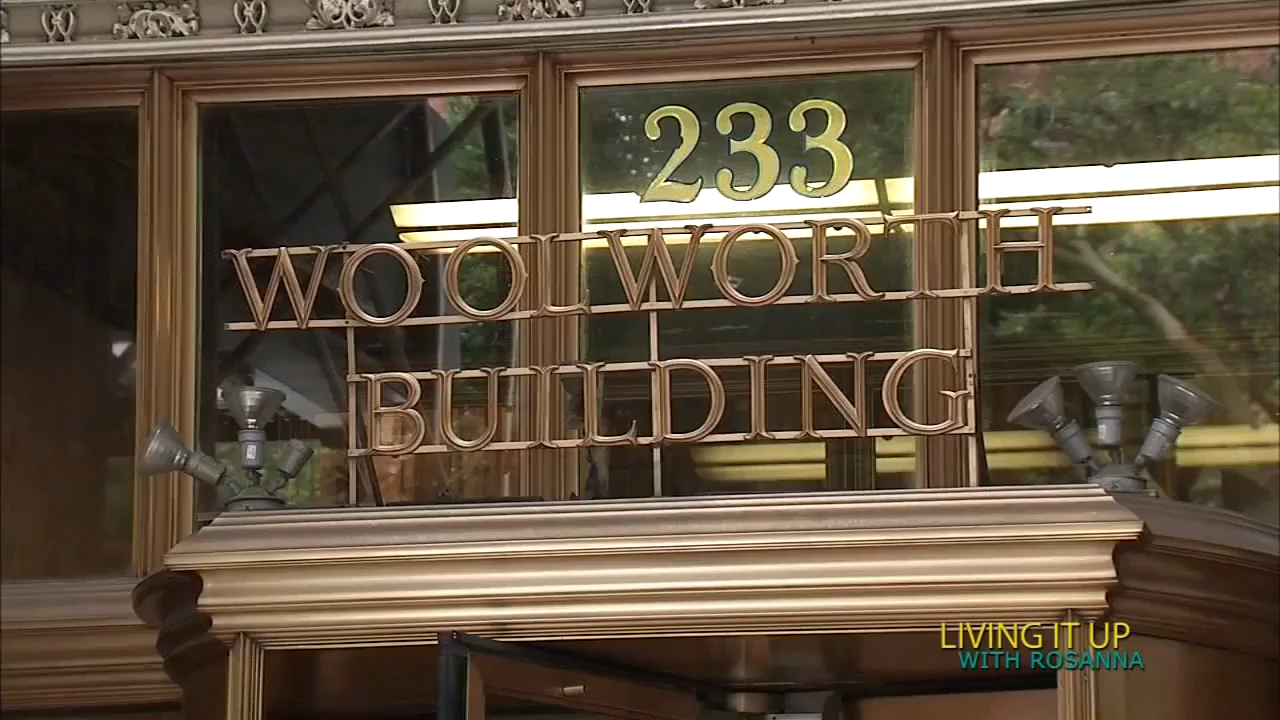 233
WOOLWORTH
BUILDING
LIVING IT UP
WITH ROSANNA